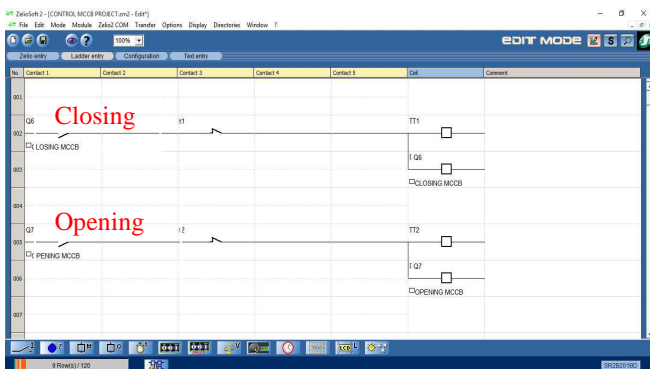 ZelioSoft 2 - [CONTROL MCCB PROJECT.zm2 - Edit*]
File Edit Mode Module Zelio2 COM Transfer Options Display Directories Window ?
100%
EDIT MODE
S
Zelio entry Ladder entry Configuration Text entry
No Contact 1 Contact 2 Contact 3 Contact 4 Contact 5 Coil Comment
001
Closing
Q6 t1 TT1
002
(LOSING MCCB
[ Q6
003
CLOSING MCCB
004
Opening
Q7 2 TT2
005
( PENING MCCB
[ Q7
006
OPENING MCCB
007
9 Row(s) / 120
SR2B201BD